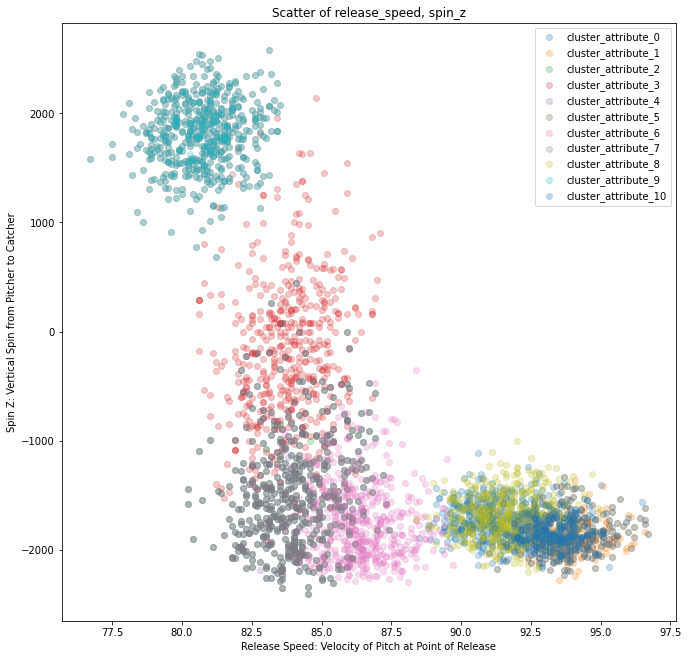 Scatter of release_speed, spin_z
cluster_attribute_0
cluster_attribute_1
cluster_attribute_2
cluster_attribute_3
cluster_attribute_4
cluster_attribute_5
cluster_attribute_6
cluster_attribute_7
cluster_attribute_8
cluster_attribute_9
cluster_attribute_10
Spin Z: Vertical Spin from Pitcher to Catcher
2000
1000
0
−1000
−2000
77.5 80.0 82.5 85.0 87.5 90.0 92.5 95.0 97.5
Release Speed: Velocity of Pitch at Point of Release